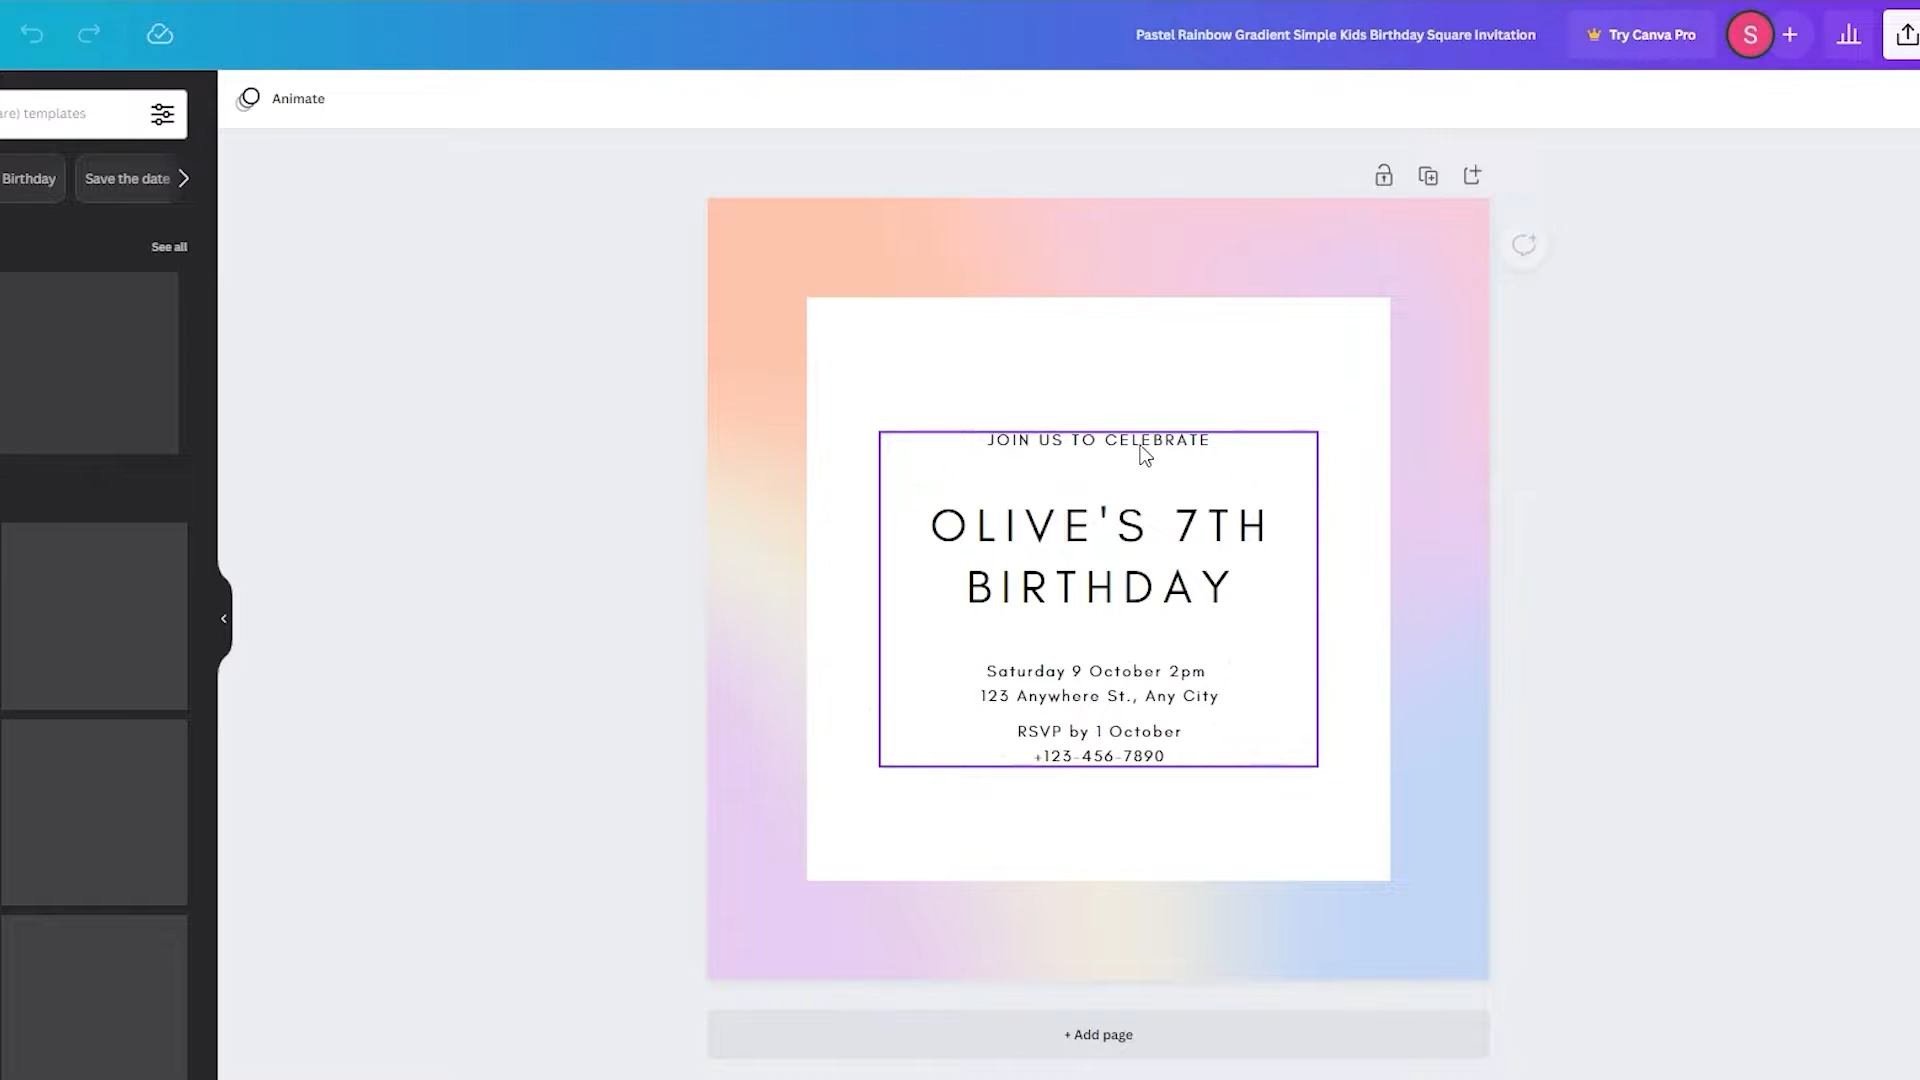 Pastel Rainbow Gradient Simple Kids Birthday Square Invitation
Try Canva Pro
S
are) templates
Animate
Birthday
Save the date
See all
JOIN US TO CELEBRATE
OLIVE'S 7TH
BIRTHDAY
Saturday 9 October 2pm
123 Anywhere St., Any City
RSVP by 1 October
+123-456-7890
+ Add page